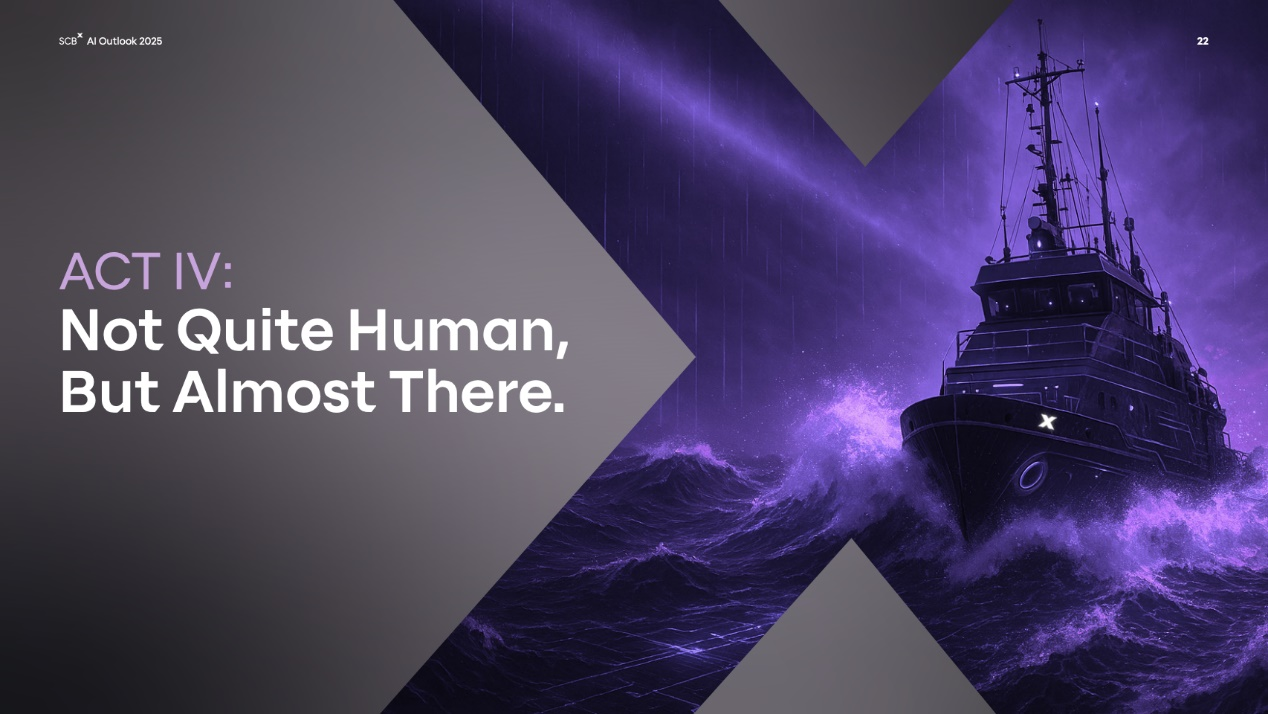 SCBX AI Outlook 2025
22
ACT IV:
Not Quite Human,
But Almost There.
X